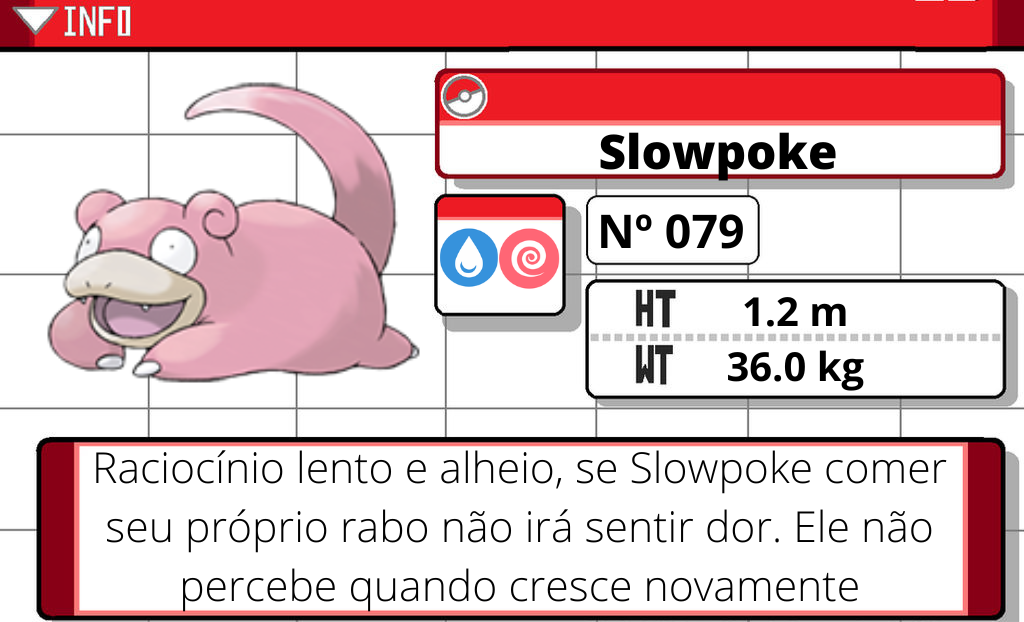 INFO
Slowpoke
Nº 079
HT 1.2 m
WT 36.0 kg
Raciocínio lento e alheio, se Slowpoke comer
seu próprio rabo não irá sentir dor. Ele não
percebe quando cresce novamente